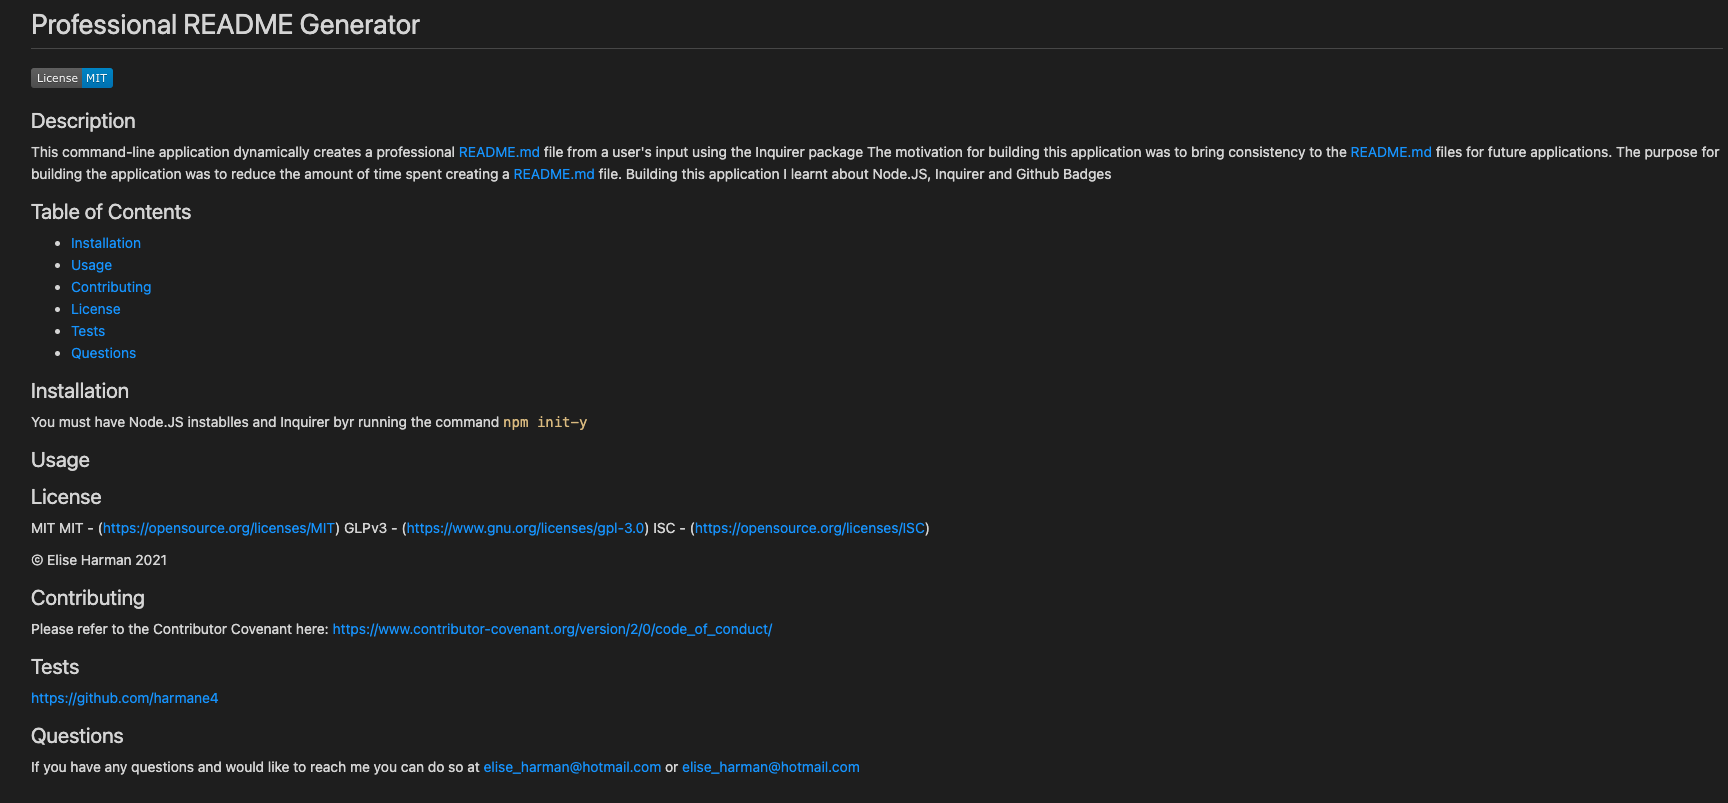 Professional README Generator
License MIT
Description
This command-line application dynamically creates a professional README.md file from a user's input using the Inquirer package The motivation for building this application was to bring consistency to the README.md files for future applications. The purpose for
building the application was to reduce the amount of time spent creating a README.md file. Building this application I learnt about Node.JS, Inquirer and Github Badges
Table of Contents
• Installation
• Usage
• Contributing
• License
• Tests
• Questions
Installation
You must have Node.JS instablles and Inquirer byr running the command npm init-y
Usage
License
MIT MIT - (https://opensource.org/licenses/MIT) GLPv3 - (https://www.gnu.org/licenses/gpl-3.0) ISC - (https://opensource.org/licenses/ISC)
© Elise Harman 2021
Contributing
Please refer to the Contributor Covenant here: https://www.contributor-covenant.org/version/2/0/code_of_conduct/
Tests
https://github.com/harmane4
Questions
If you have any questions and would like to reach me you can do so at elise_harman@hotmail.com or elise_harman@hotmail.com